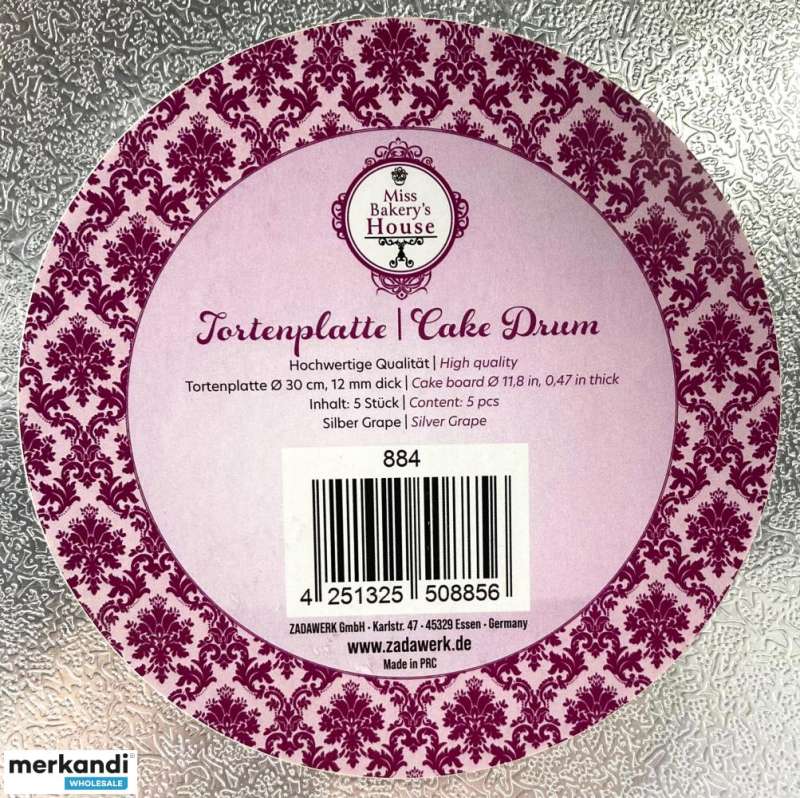 Miss
Bakery's
House
Tortenplatte | Cake Drum
Hochwertige Qualität | High quality
Tortenplatte Ø 30 cm, 12 mm dick | Cake board Ø 11,8 in, 0,47 in thick
Inhalt: 5 Stück | Content: 5 pcs
Silber Grape | Silver Grape
884
4 251325 508856
ZADAWERK GmbH • Karlstr. 47 • 45329 Essen • Germany
www.zadawerk.de
Made in PRC
merkandi®
WHOLESALE